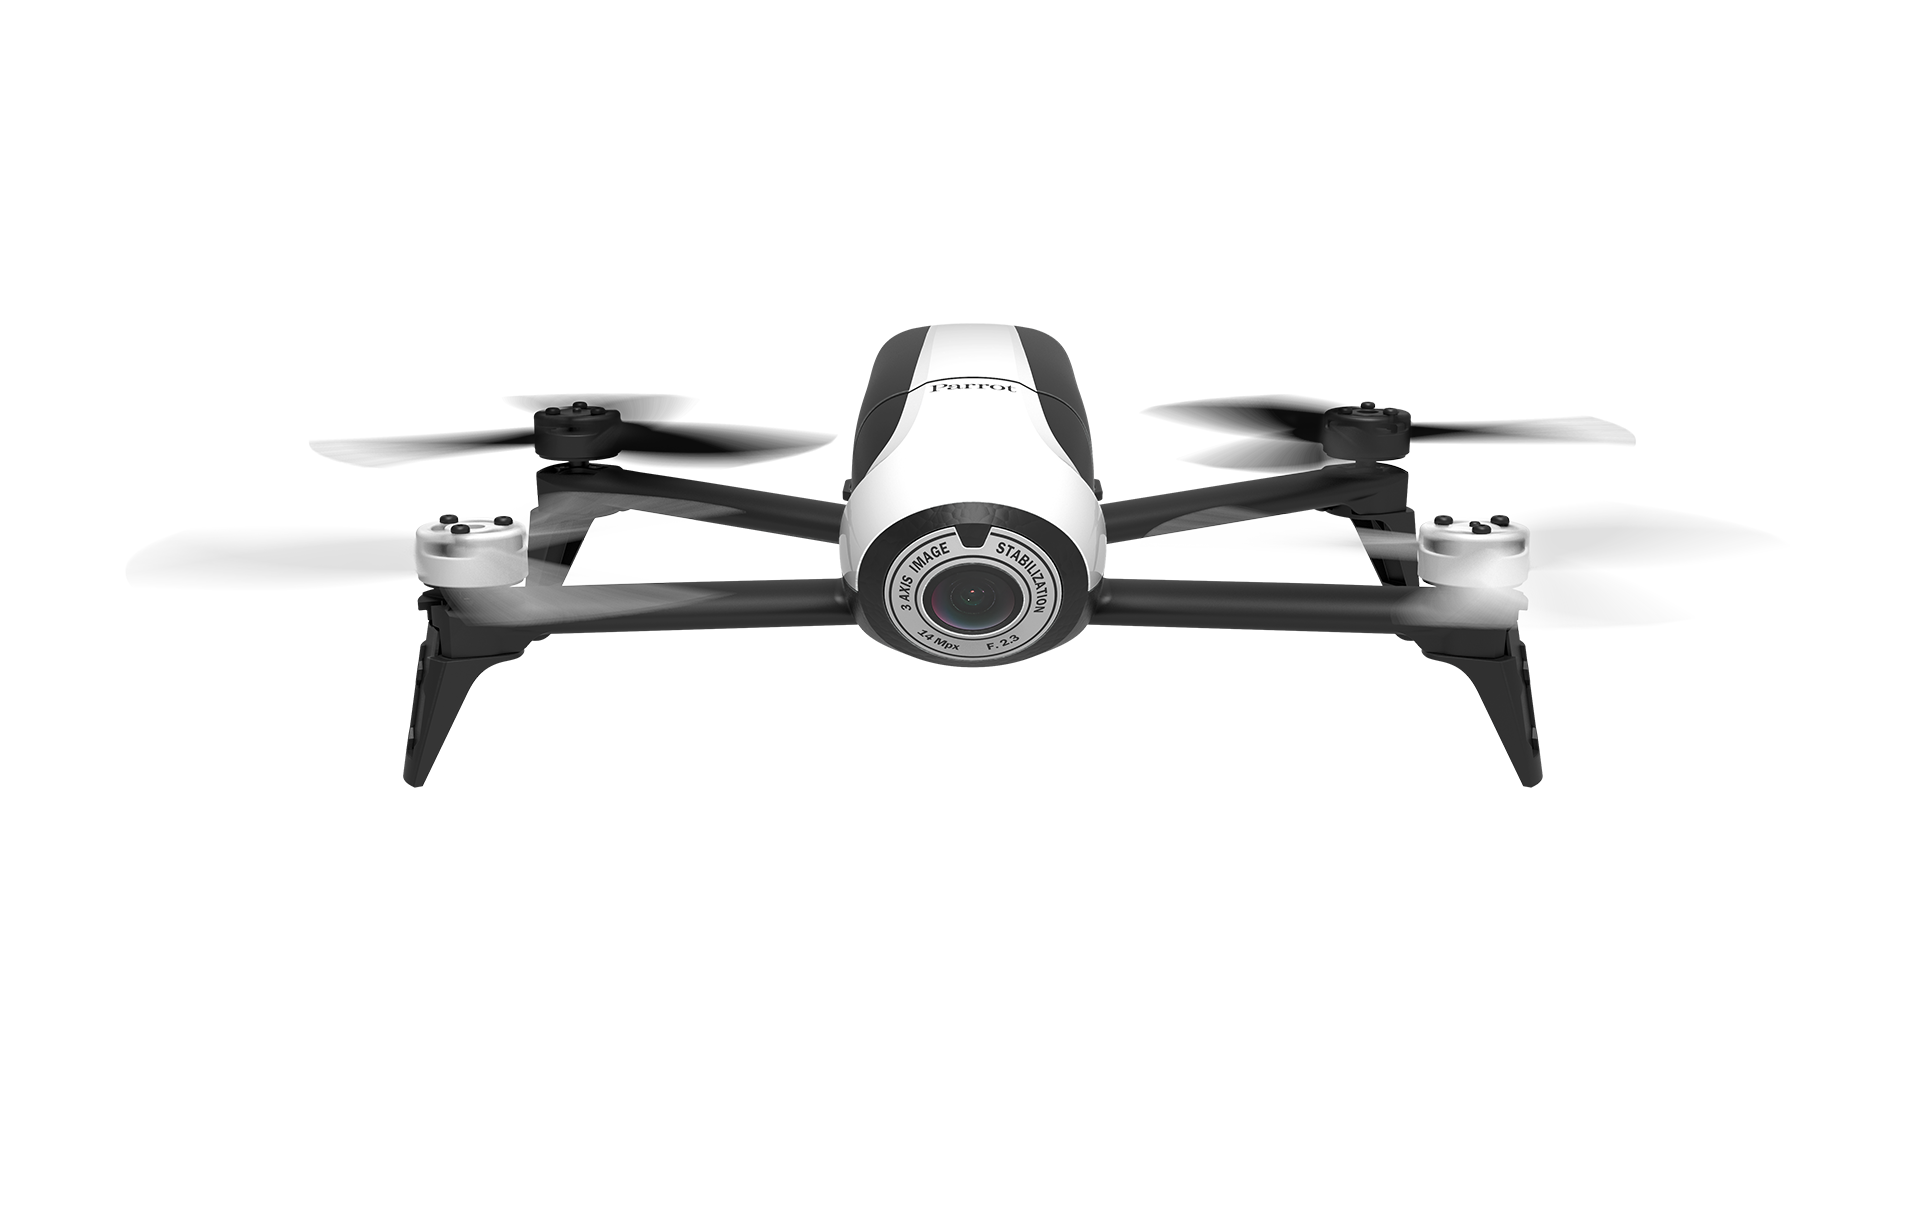 Parrot
3 AXIS IMAGE STABILIZATION
14 Mpx F. 2.3